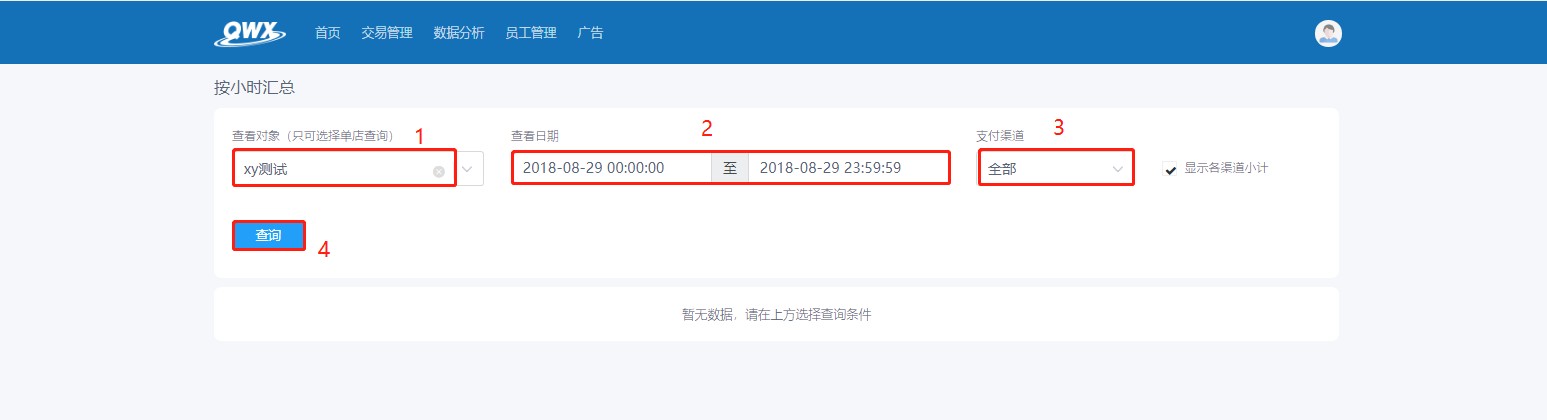 QWX 首页 交易管理 数据分析 员工管理 广告
按小时汇总
查看对象（只可选择单店查询） 1 查看日期 2 支付渠道 3
xy测试 2018-08-29 00:00:00 至 2018-08-29 23:59:59 全部 显示各渠道小计
查询 4
暂无数据，请在上方选择查询条件